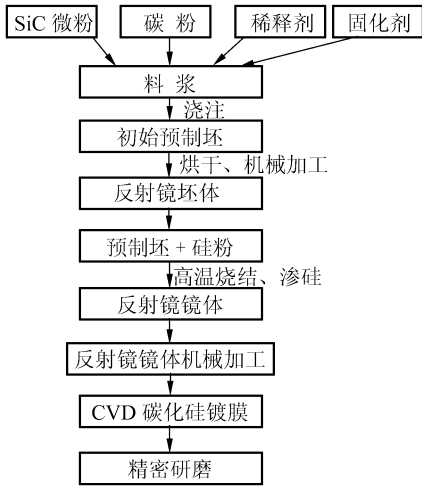 SiC 微粉 碳 粉 稀释剂 固化剂
料 浆
浇注
初始预制坯
烘干、机械加工
反射镜坯体
预制坯 + 硅粉
高温烧结、渗硅
反射镜镜体
反射镜镜体机械加工
CVD 碳化硅镀膜
精密研磨